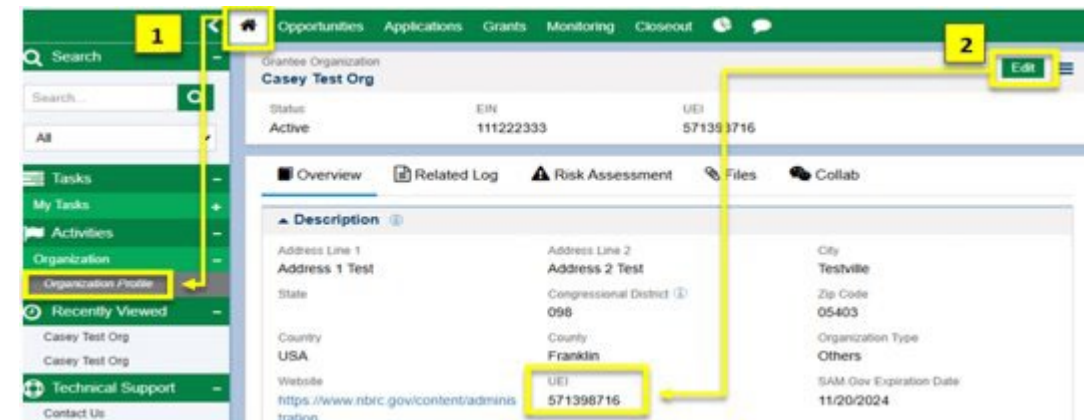 1
Opportunities Applications Grants Monitoring Closeout
2
Search
Search...
All
Tasks
My Tasks
Activities
Organization
Organization Profile
Recently Viewed
Casey Test Org
Casey Test Org
Technical Support
Contact Us
Grantee Organization
Casey Test Org
Edit
Status EIN UEI
Active 111222333 571398716
Overview Related Log Risk Assessment Files Collab
Description
Address Line 1 Address Line 2 City
Address 1 Test Address 2 Test Testville
State Congressional District Zip Code
098 05403
Country County Organization Type
USA Franklin Others
Website UEI SAM.Gov Expiration Date
https://www.nbrc.gov/content/adminis 571398716 11/20/2024
tration